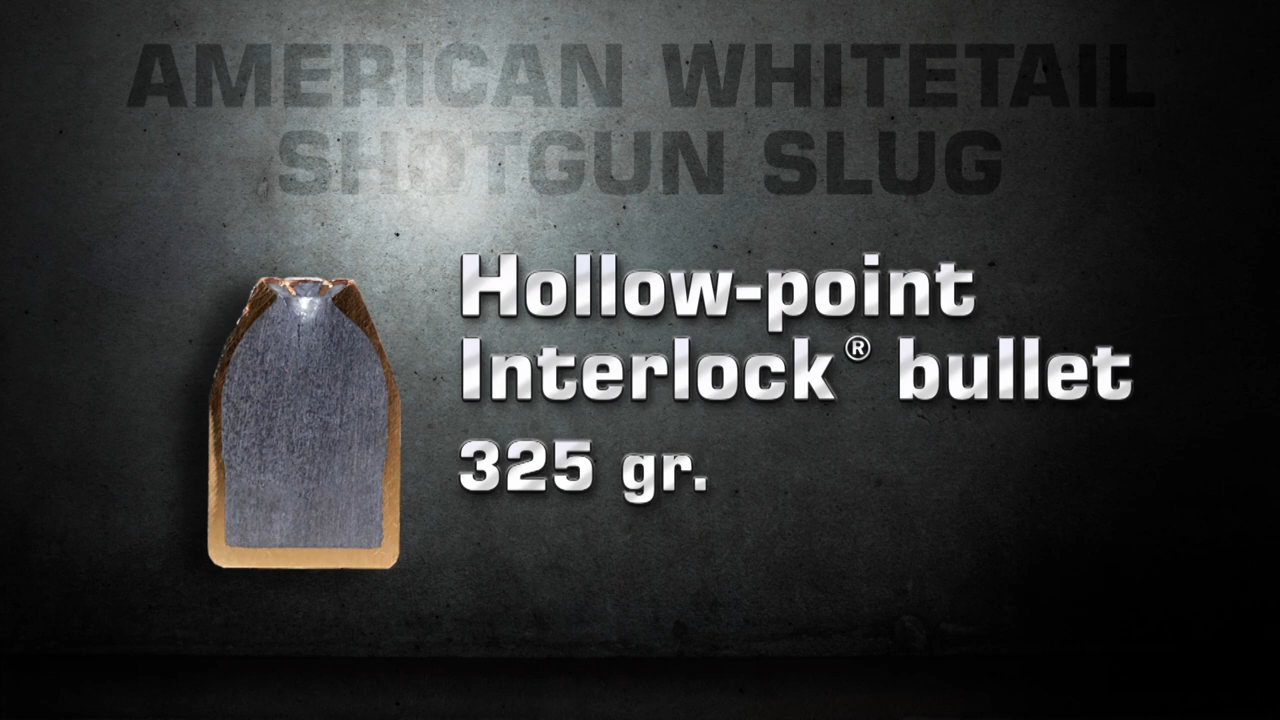 AMERICAN WHITETAIL
SHOTGUN SLUG
Hollow-point
Interlock® bullet
325 gr.